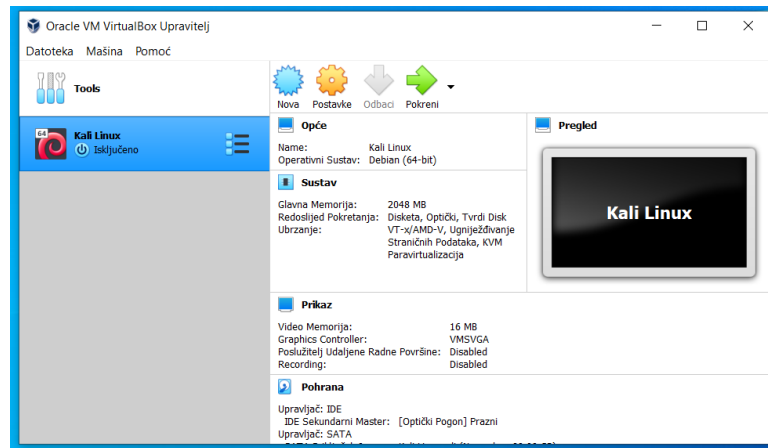 Oracle VM VirtualBox Upravitelj
Datoteka Mašina Pomoć
Tools
Nova Postavke Odbaci Pokreni
64
Kali Linux
Isključeno
Opće
Name: Kali Linux
Operativni Sustav: Debian (64-bit)
Sustav
Glavna Memorija: 2048 MB
Redoslijed Pokretanja: Disketa, Optički, Tvrdi Disk
Ubrzanje: VT-x/AMD-V, Ugniježđivanje
Straničnih Podataka, KVM
Paravirtualizacija
Pregled
Kali Linux
Prikaz
Video Memorija: 16 MB
Graphics Controller: VMSVGA
Poslužitelj Udaljene Radne Površine: Disabled
Recording: Disabled
Pohrana
Upravljač: IDE
IDE Sekundarni Master: [Optički Pogon] Prazni
Upravljač: SATA